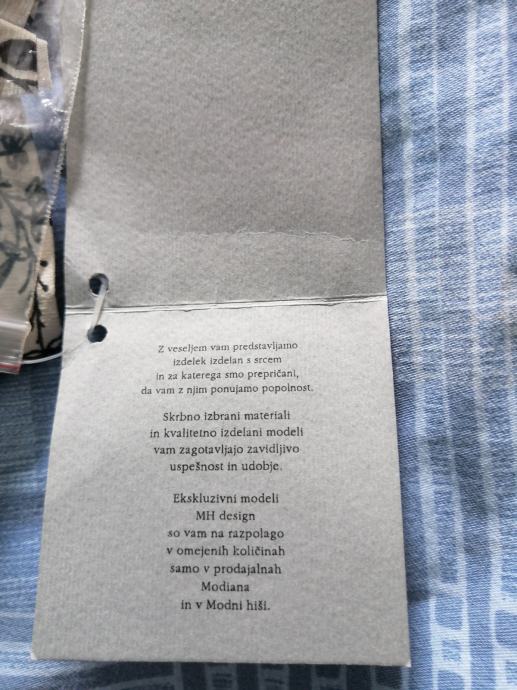 Z veseljem vam predstavljamo
izdelek izdelan s srcem
in za katerega smo prepričani,
da vam z njim ponujamo popolnost.
Skrbno izbrani materiali
in kvalitetno izdelani modeli
vam zagotavljajo zavidljivo
uspešnost in udobje.
Ekskluzivni modeli
MH design
so vam na razpolago
v omejenih količinah
samo v prodajalnah
Modiana
in v Modni hiši.